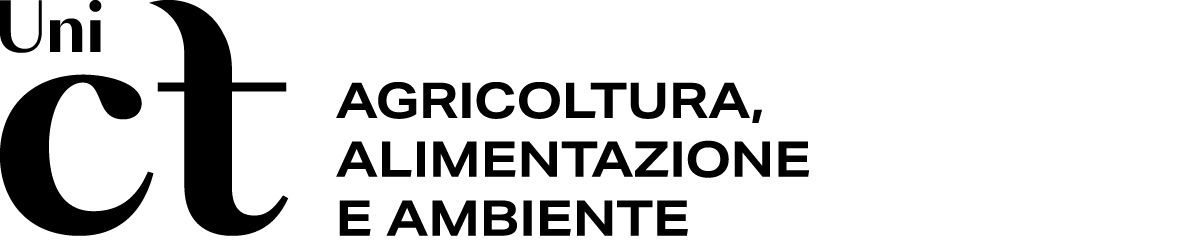 Uni
ct
AGRICOLTURA,
ALIMENTAZIONE
E AMBIENTE